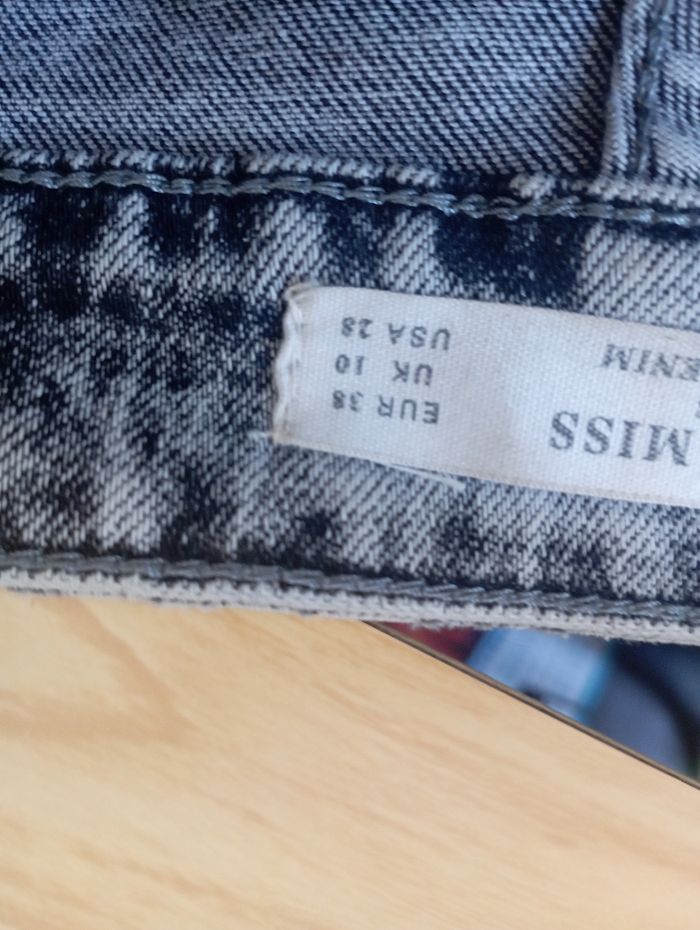 MISS
ENIM
EUR 38
UK 10
USA 28